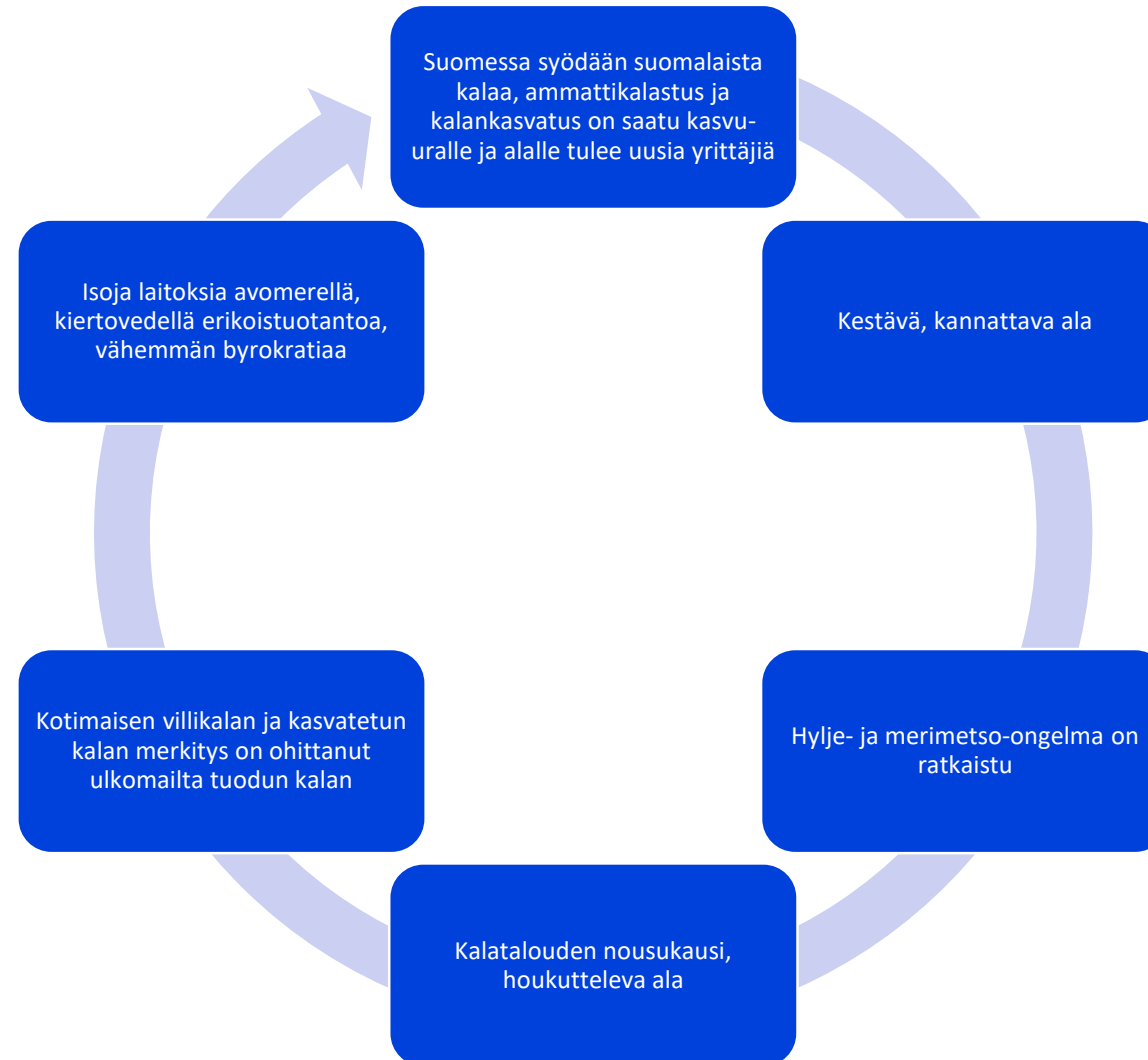 Suomessa syödään suomalaista
kalaa, ammattikalastus ja
kalankasvatus on saatu kasvu-
uralle ja alalle tulee uusia yrittäjiä
Kestävä, kannattava ala
Hylje- ja merimetso-ongelma on
ratkaistu
Kalatalouden nousukausi,
houkutteleva ala
Kotimaisen villikalan ja kasvatetun
kalan merkitys on ohittanut
ulkomailta tuodun kalan
Isoja laitoksia avomerellä,
kiertovedellä erikoistuotantoa,
vähemmän byrokratiaa